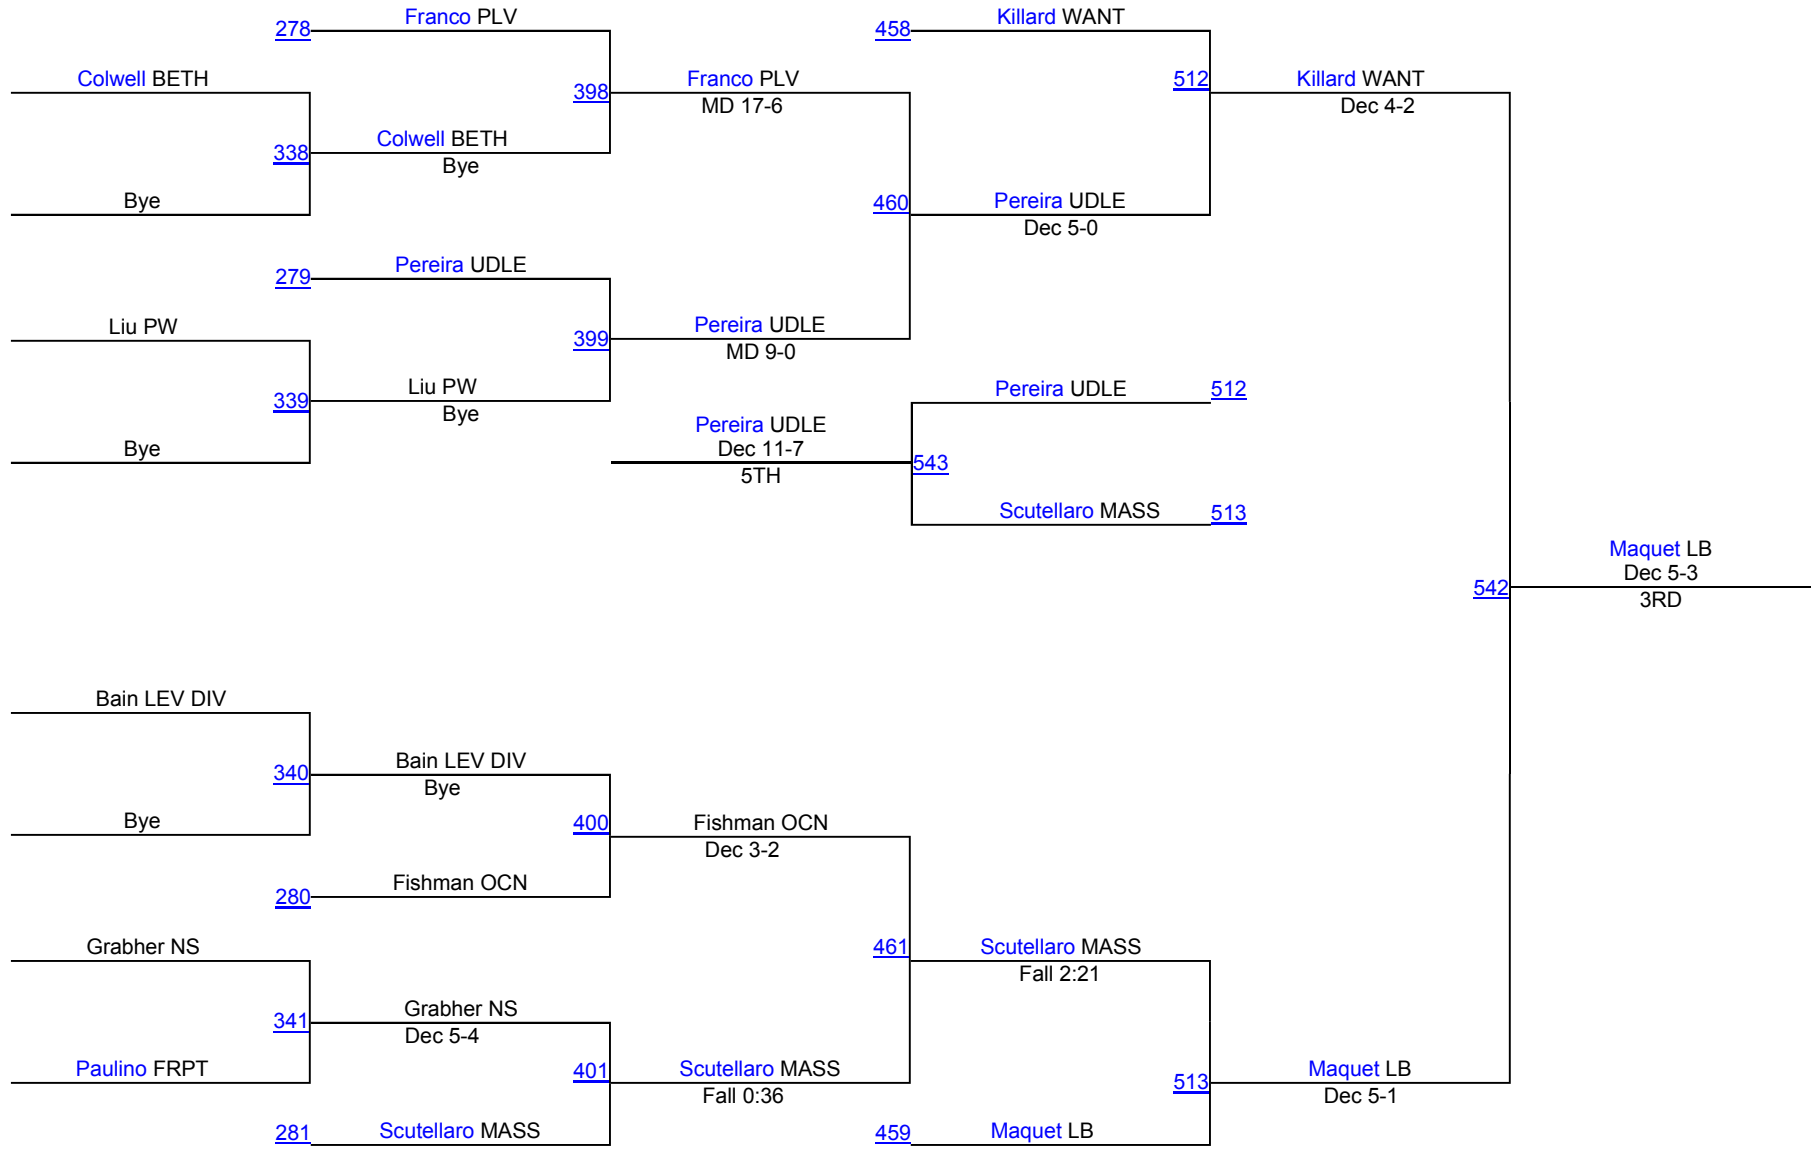 Franco PLV
278
Killard WANT
458
Colwell BETH
398
Franco PLV
MD 17-6
512
Killard WANT
Dec 4-2
338
Colwell BETH
Bye
Bye
460
Pereira UDLE
Dec 5-0
279
Pereira UDLE
Liu PW
399
Pereira UDLE
MD 9-0
339
Liu PW
Bye
Pereira UDLE
512
Bye
Pereira UDLE
Dec 11-7
5TH
543
Scutellaro MASS
513
542
Maquet LB
Dec 5-3
3RD
Bain LEV DIV
340
Bain LEV DIV
Bye
Bye
400
Fishman OCN
Dec 3-2
280
Fishman OCN
Grabher NS
461
Scutellaro MASS
Fall 2:21
341
Grabher NS
Dec 5-4
Paulino FRPT
401
Scutellaro MASS
Fall 0:36
513
Maquet LB
Dec 5-1
281
Scutellaro MASS
459
Maquet LB